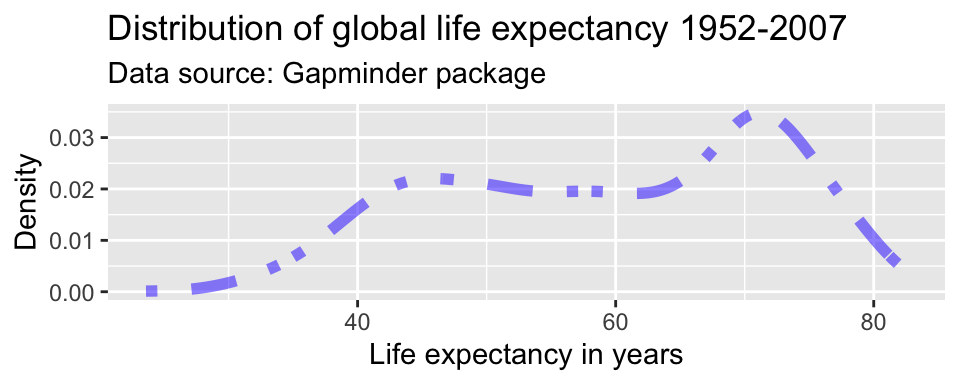 Distribution of global life expectancy 1952-2007
Data source: Gapminder package
Density
0.03
0.02
0.01
0.00
40 60 80
Life expectancy in years